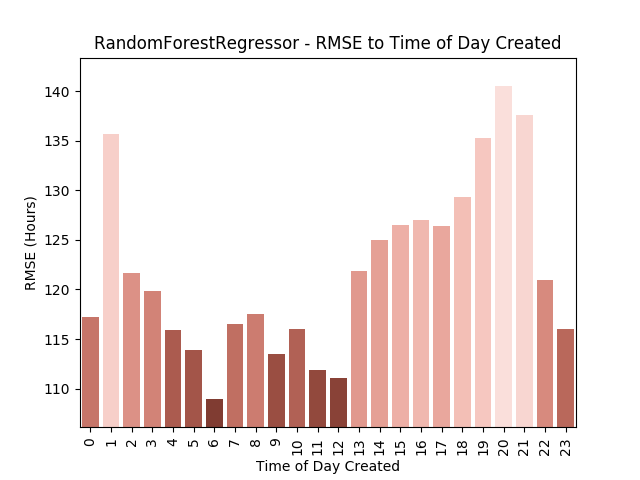 RandomForestRegressor - RMSE to Time of Day Created
140
135
130
125
120
115
110
RMSE (Hours)
0 1 2 3 4 5 6 7 8 9 10 11 12 13 14 15 16 17 18 19 20 21 22 23
Time of Day Created